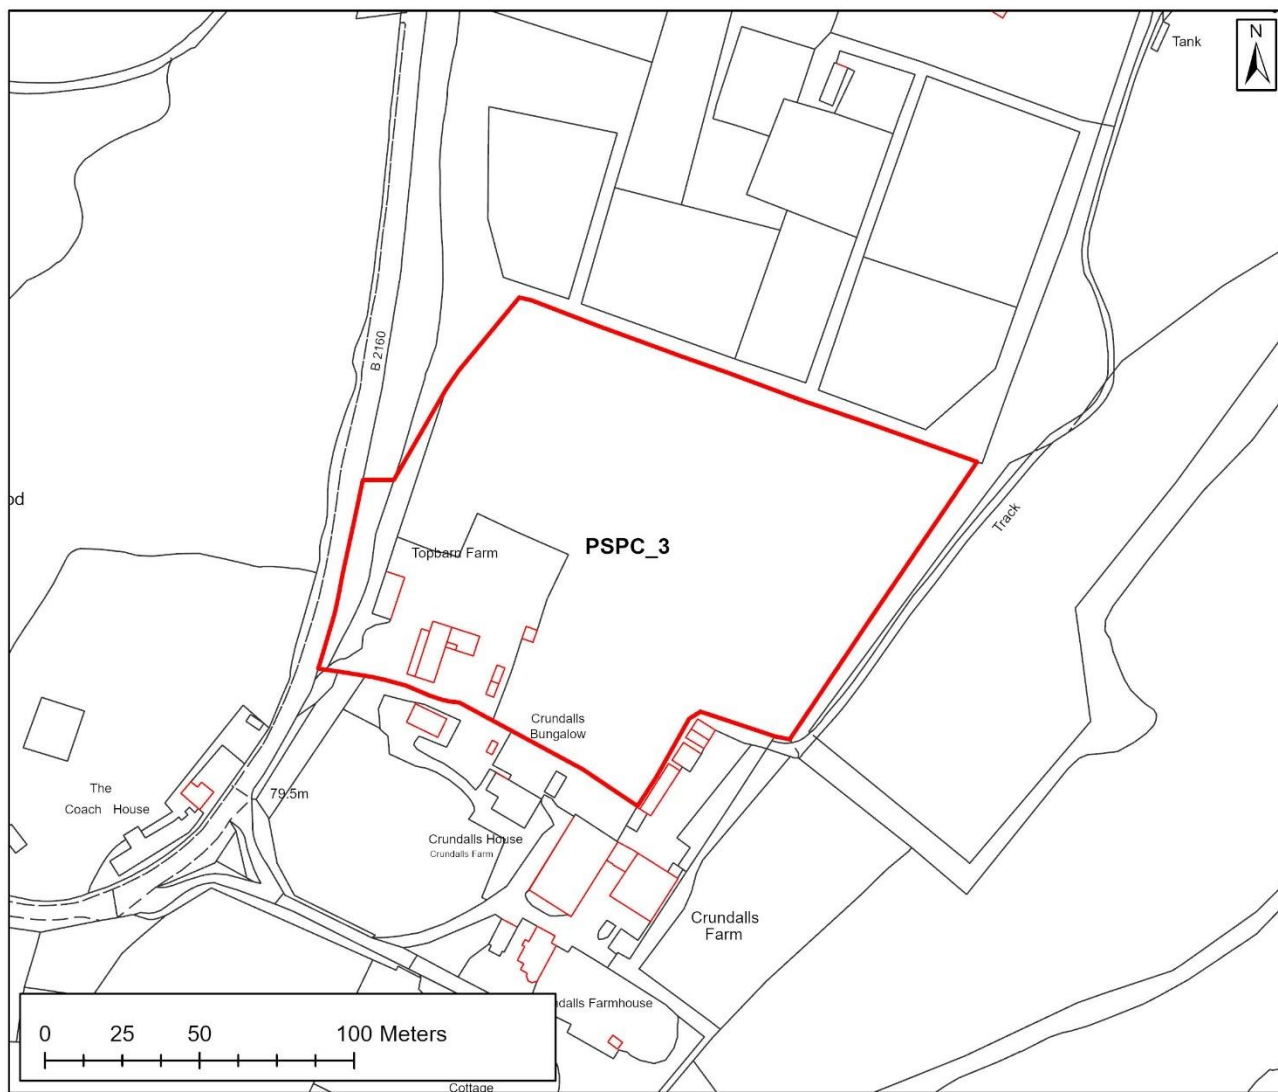 N
Tank
B 2160
od
PSPC_3
Topbarn Farm
Track
Crundalls
Bungalow
The
Coach House
79.5m
Crundalls House
Crundalls Farm
Crundalls
Farm
dalls Farmhouse
0 25 50 100 Meters
Cottage